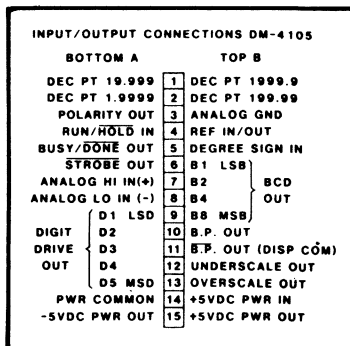 INPUT/OUTPUT CONNECTIONS DM-4105
BOTTOM A TOP B
DEC PT 19.999 1 DEC PT 1999.9
DEC PT 1.9999 2 DEC PT 199.99
POLARITY OUT 3 ANALOG GND
RUN/HOLD IN 4 REF IN/OUT
BUSY/DONE OUT 5 DEGREE SIGN IN
STROBE OUT 6 B1 LSB
ANALOG HI IN(+) 7 B2 BCD
ANALOG LO IN (-) 8 B4 OUT
D1 LSD 9 B8 MSB
DIGIT D2 10 B.P. OUT
DRIVE D3 11 B.P. OUT (DISP COM)
OUT D4 12 UNDERSCALE OUT
D5 MSD 13 OVERSCALE OUT
PWR COMMON 14 +5VDC PWR IN
-5VDC PWR OUT 15 +5VDC PWR OUT